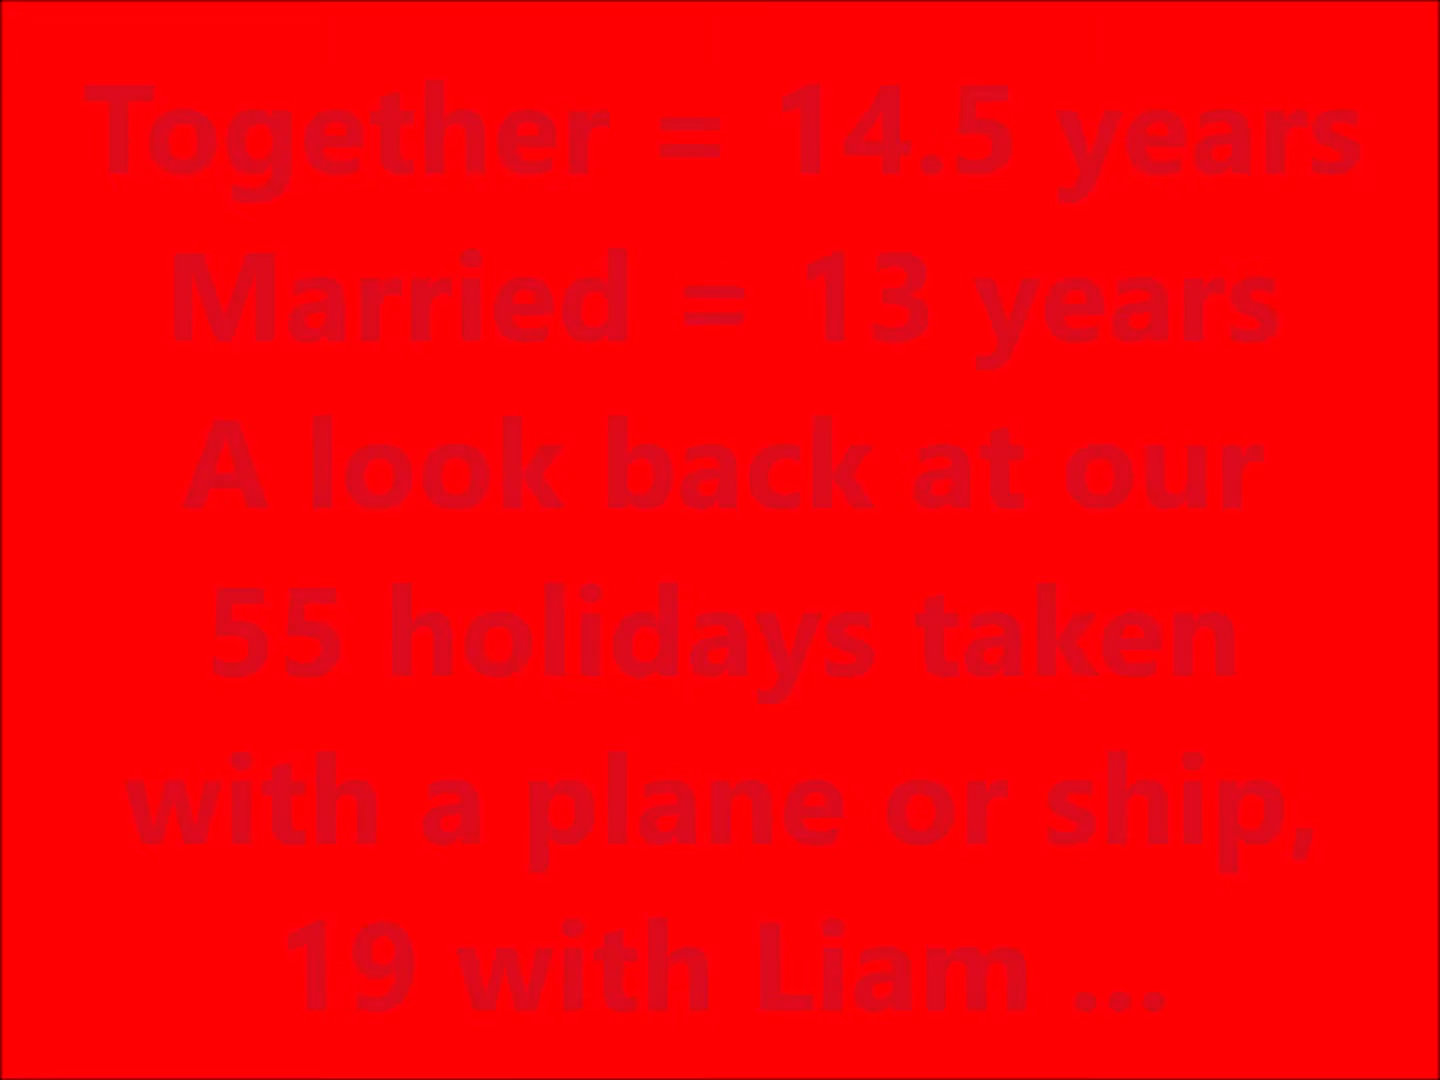 Together = 14.5 years
Married = 13 years
A look back at our
55 holidays taken
with a plane or ship,
19 with Liam ...